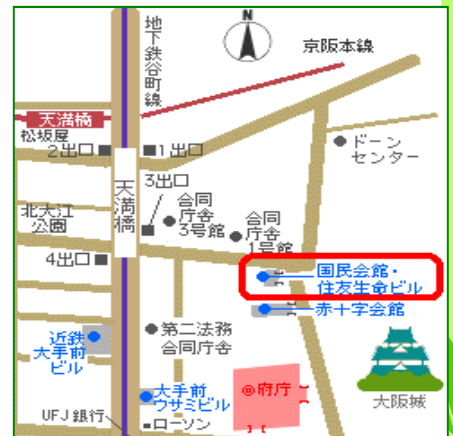 地下鉄谷町線
N
京阪本線
天満橋
松坂屋
2出口
1出口
ドーン
センター
3出口
天満橋
合同
庁舎
3号館
合同
庁舎
1号館
北大江
公園
4出口
国民会館・
住友生命ビル
赤十字会館
近鉄
大手前
ビル
第二法務
合同庁舎
大手前
ウサミビル
府庁
大阪城
UFJ銀行
ローソン